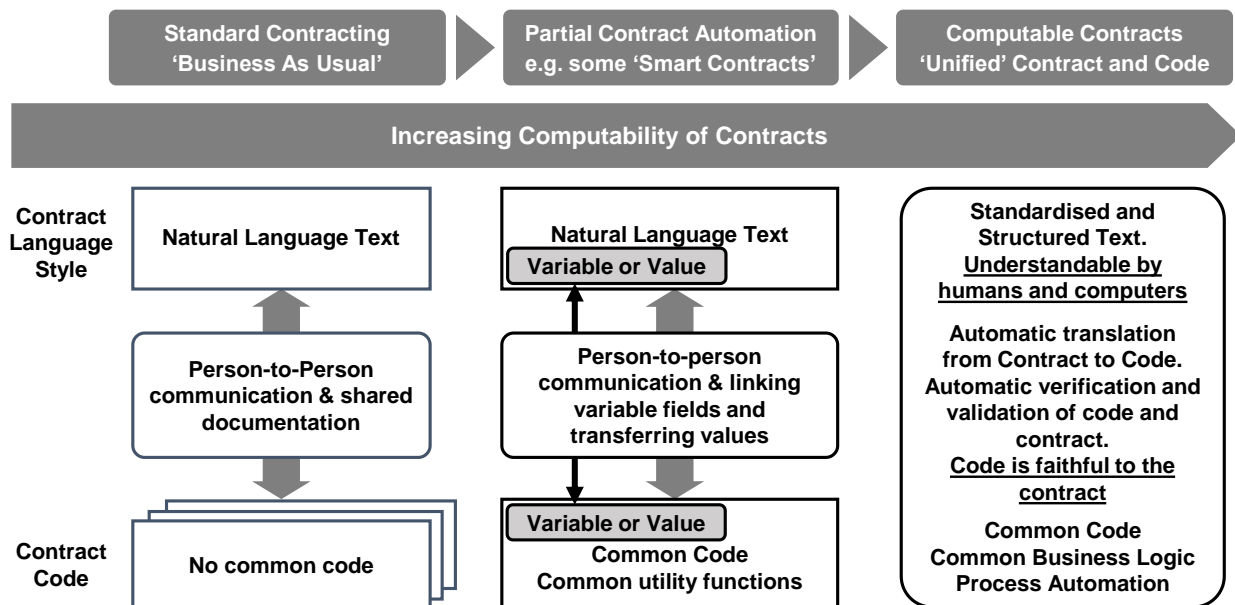 Standard Contracting
‘Business As Usual’
Partial Contract Automation
e.g. some ‘Smart Contracts’
Computable Contracts
‘Unified’ Contract and Code
Increasing Computability of Contracts
Contract
Language
Style
Natural Language Text
Natural Language Text
Variable or Value
Person-to-Person
communication & shared
documentation
Person-to-person
communication & linking
variable fields and
transferring values
Contract
Code
No common code
Variable or Value
Common Code
Common utility functions
Standardised and
Structured Text.
Understandable by
humans and computers
Automatic translation
from Contract to Code.
Automatic verification and
validation of code and
contract.
Code is faithful to the
contract
Common Code
Common Business Logic
Process Automation